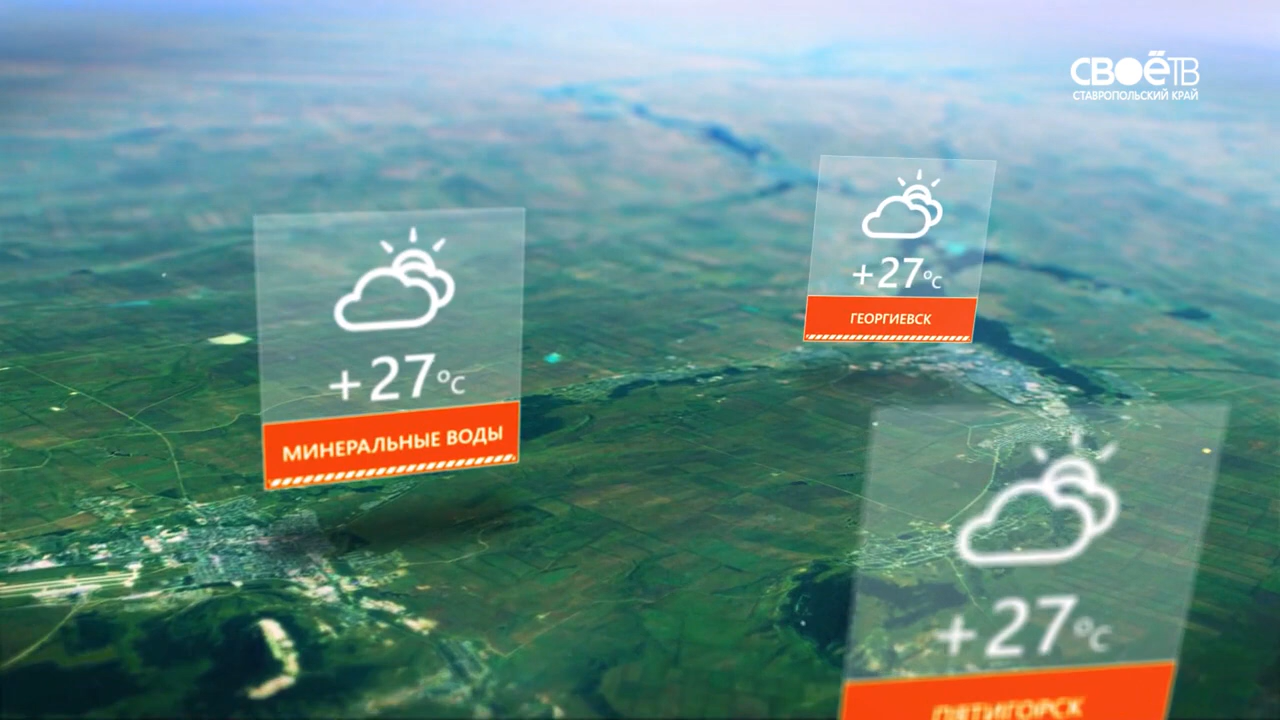 СВОЁТВ
СТАВРОПОЛЬСКИЙ КРАЙ
+27°C
ГЕОРГИЕВСК
+27°C
МИНЕРАЛЬНЫЕ ВОДЫ
+27°C
ПЯТИГОРСК